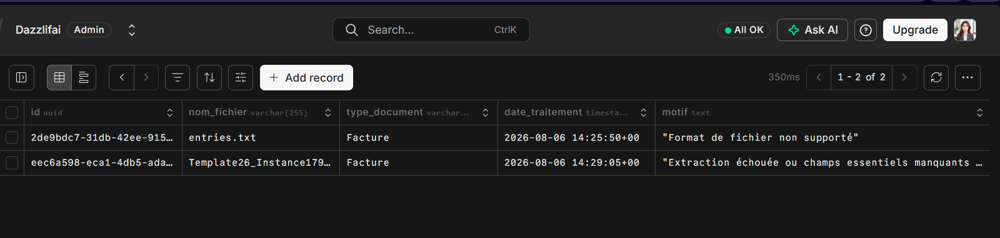 Dazzlifai Admin Search... CtrlK All OK Ask AI Upgrade
+ Add record 350ms 1 - 2 of 2
id uuid nom_fichier varchar(255) type_document varchar... date_traitement timesta... motif text
2de9bdc7-31db-42ee-915… entries.txt Facture 2026-08-06 14:25:50+00 "Format de fichier non supporté"
eec6a598-eca1-4db5-ada… Template26_Instance179… Facture 2026-08-06 14:29:05+00 "Extraction échouée ou champs essentiels manquants …